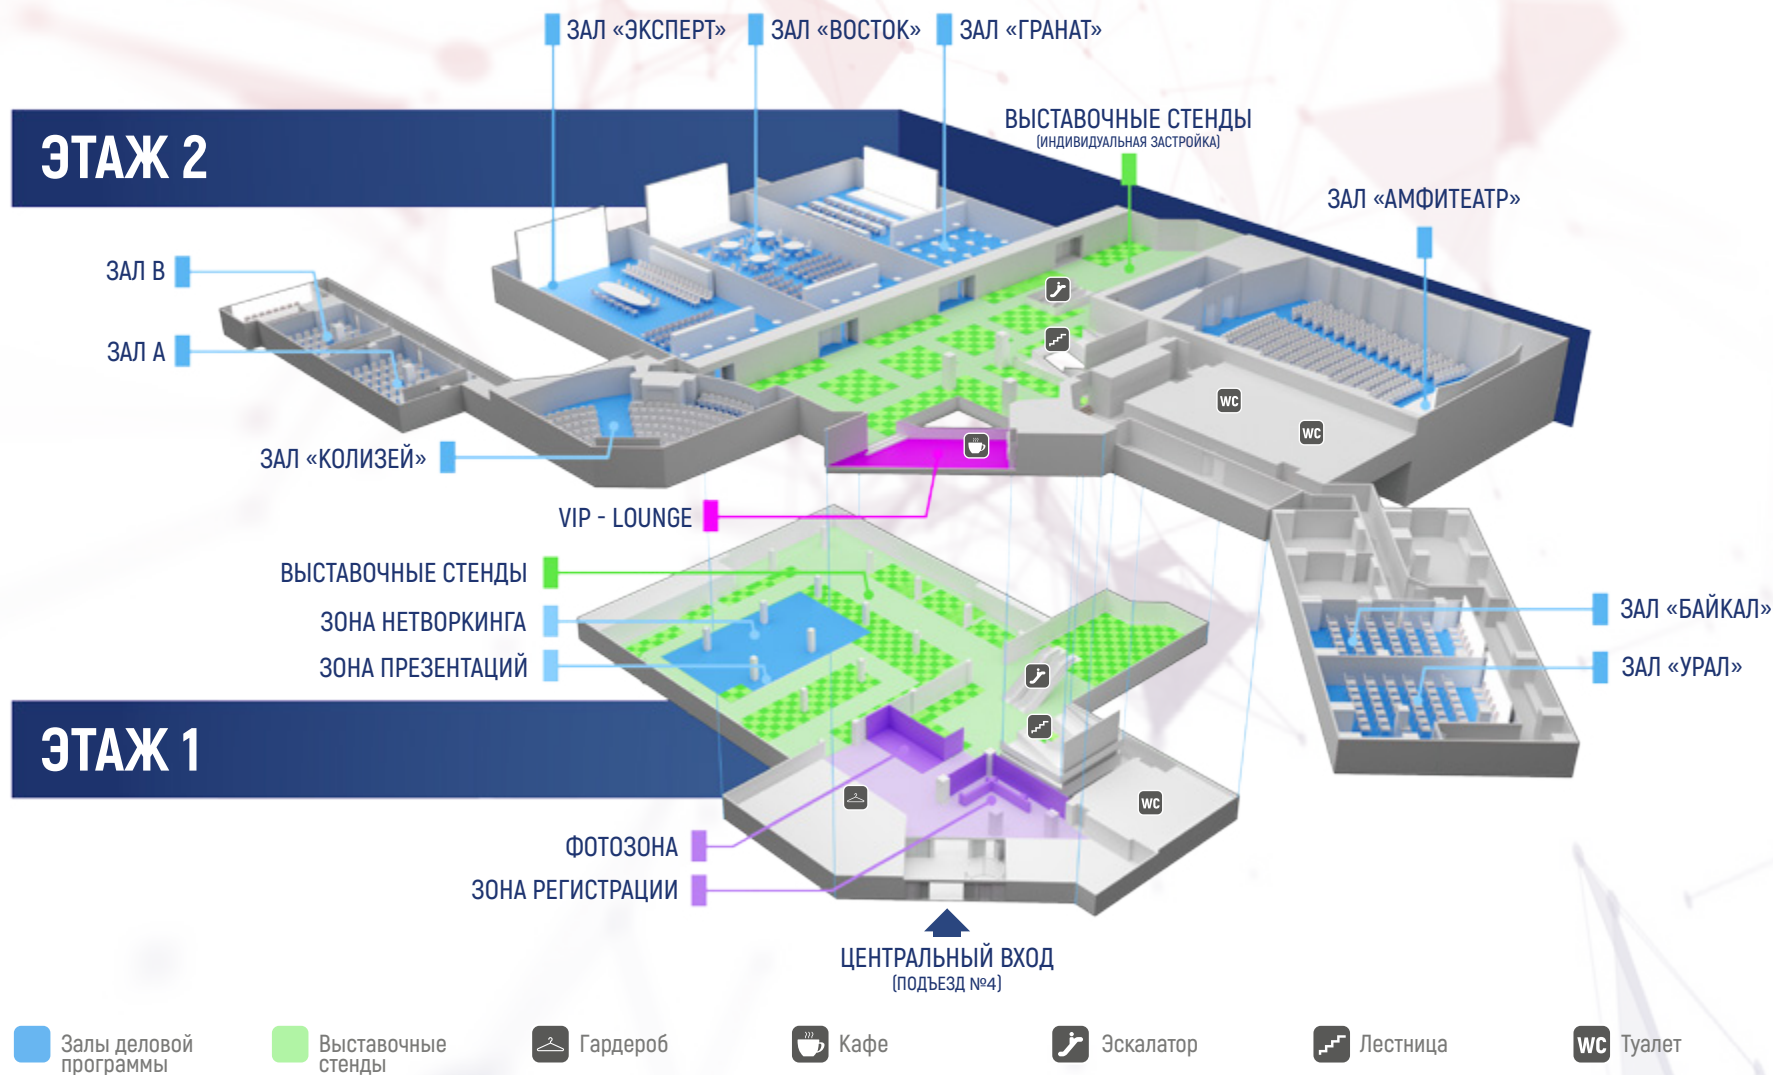 ЗАЛ «ЭКСПЕРТ»
ЗАЛ «ВОСТОК»
ЗАЛ «ГРАНАТ»
ВЫСТАВОЧНЫЕ СТЕНДЫ
(ИНДИВИДУАЛЬНАЯ ЗАСТРОЙКА)
ЭТАЖ 2
ЗАЛ «АМФИТЕАТР»
ЗАЛ В
ЗАЛ А
WC
WC
ЗАЛ «КОЛИЗЕЙ»
VIP - LOUNGE
ВЫСТАВОЧНЫЕ СТЕНДЫ
ЗОНА НЕТВОРКИНГА
ЗОНА ПРЕЗЕНТАЦИЙ
ЗАЛ «БАЙКАЛ»
ЗАЛ «УРАЛ»
ЭТАЖ 1
WC
ФОТОЗОНА
ЗОНА РЕГИСТРАЦИИ
ЦЕНТРАЛЬНЫЙ ВХОД
(ПОДЪЕЗД №4)
Залы деловой
программы
Выставочные
стенды
Гардероб
Кафе
Эскалатор
Лестница
WC Туалет